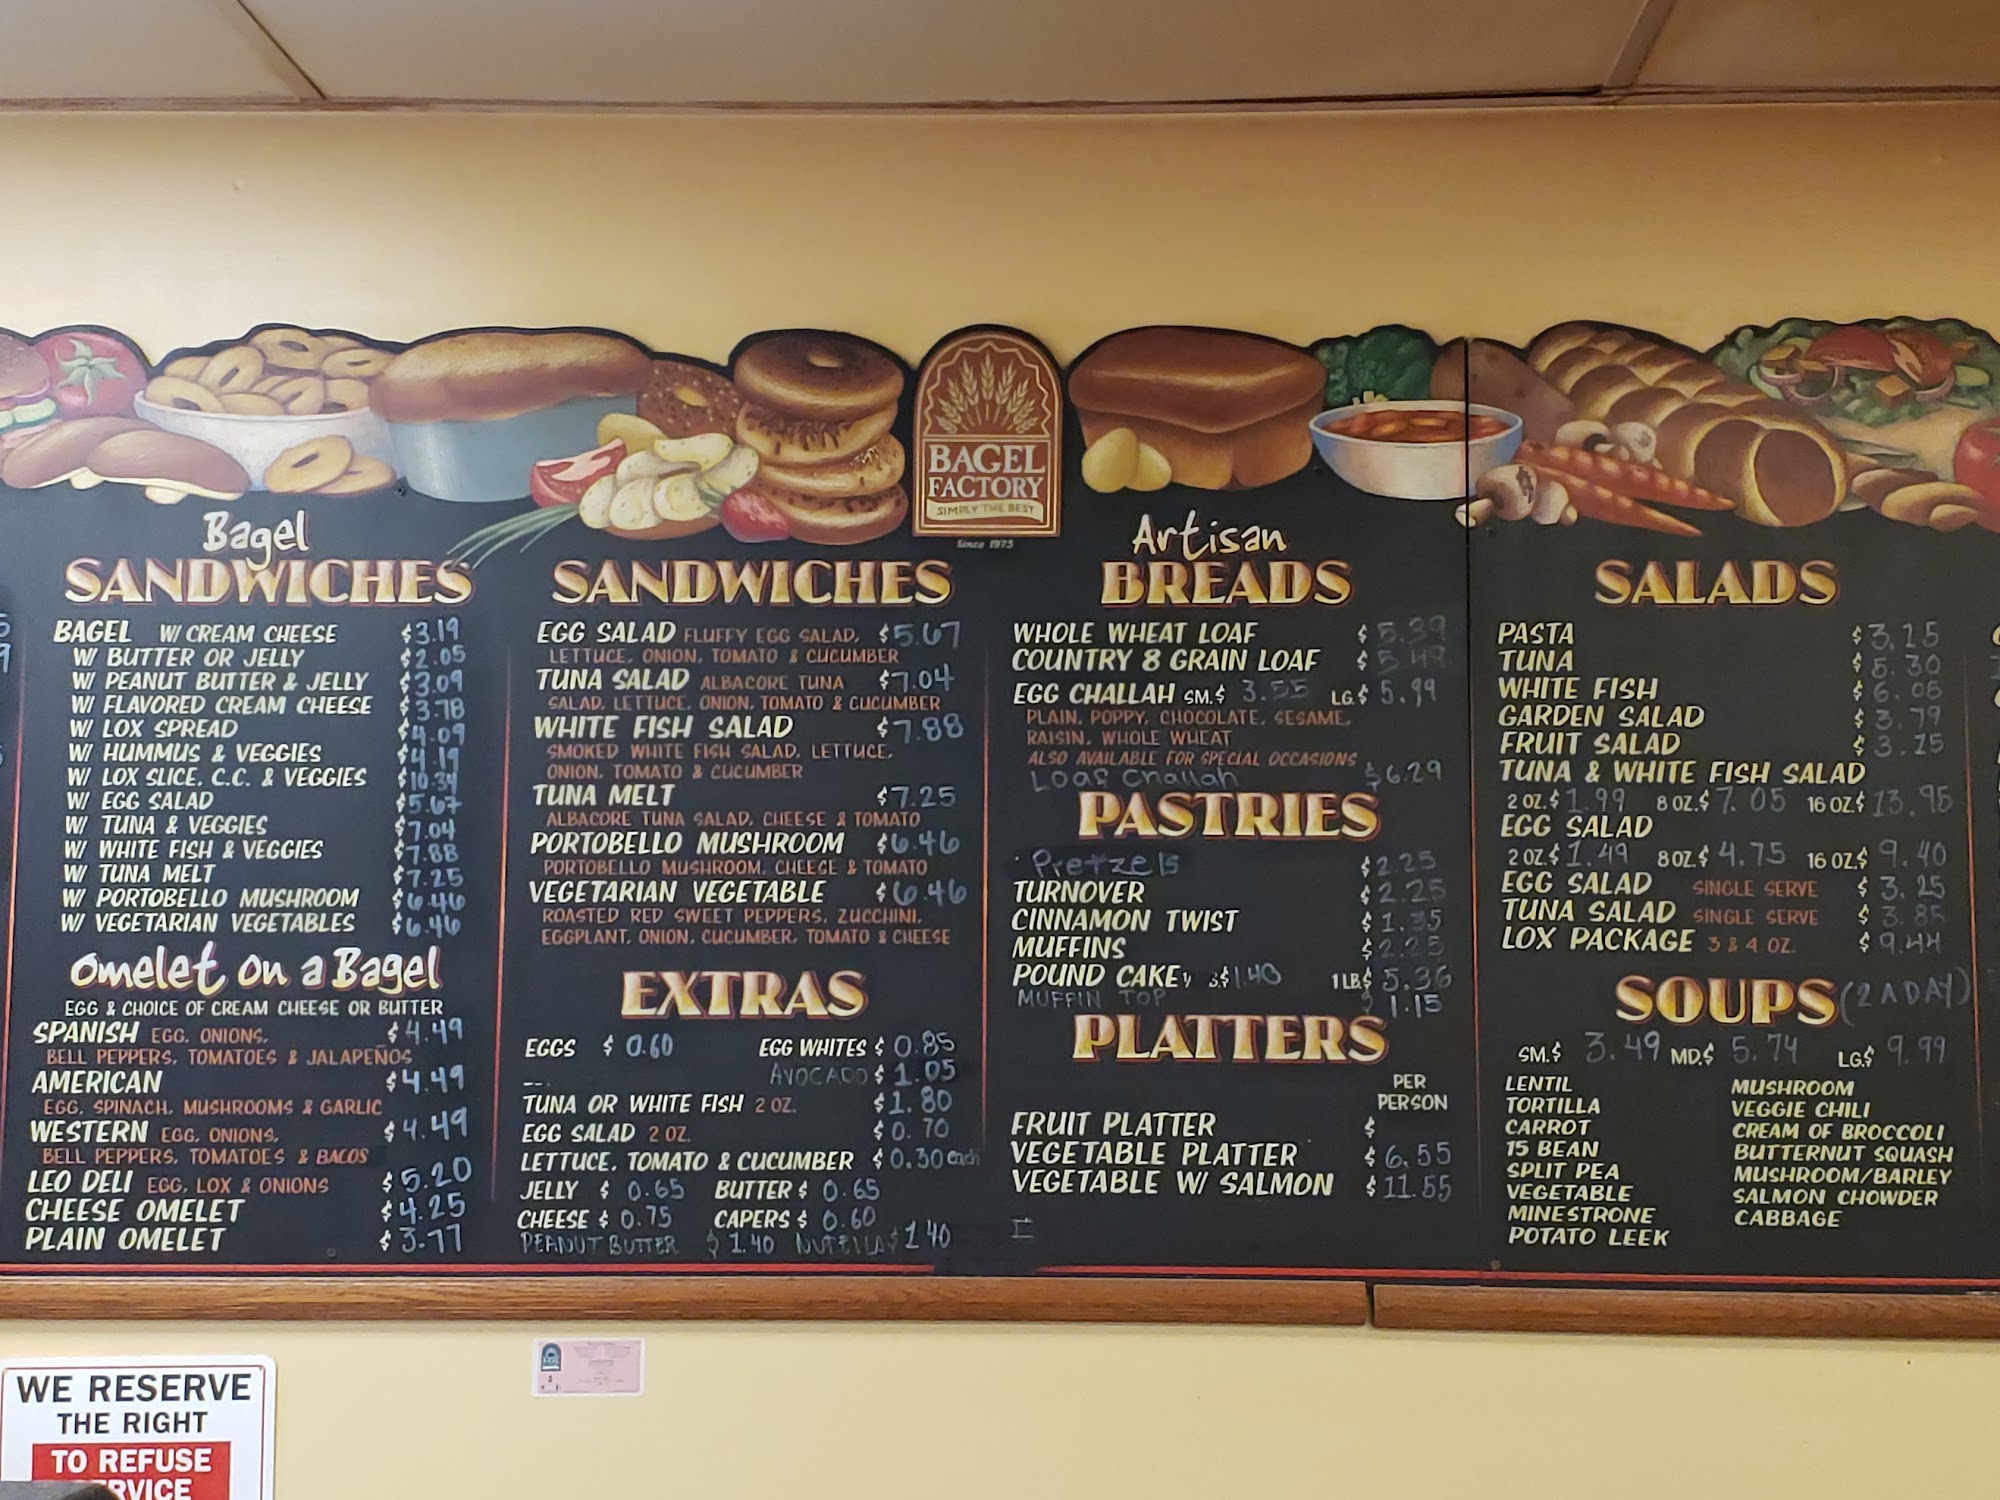 BAGEL
FACTORY
SIMPLY THE BEST
Since 1973
Bagel
SANDWICHES
BAGEL W/ CREAM CHEESE $3.19
W/ BUTTER OR JELLY $2.05
W/ PEANUT BUTTER & JELLY $3.09
W/ FLAVORED CREAM CHEESE $3.78
W/ LOX SPREAD $4.09
W/ HUMMUS & VEGGIES $4.19
W/ LOX SLICE, C.C. & VEGGIES $10.34
W/ EGG SALAD $5.67
W/ TUNA & VEGGIES $7.04
W/ WHITE FISH & VEGGIES $7.88
W/ TUNA MELT $7.25
W/ PORTOBELLO MUSHROOM $6.46
W/ VEGETARIAN VEGETABLES $6.46
Omelet on a Bagel
EGG & CHOICE OF CREAM CHEESE OR BUTTER
SPANISH EGG, ONIONS, $4.49
BELL PEPPERS, TOMATOES & JALAPEÑOS
AMERICAN $4.49
EGG, SPINACH, MUSHROOMS & GARLIC
WESTERN EGG, ONIONS, $4.49
BELL PEPPERS, TOMATOES & BACOS
LEO DELI EGG, LOX & ONIONS $5.20
CHEESE OMELET $4.25
PLAIN OMELET $3.77
SANDWICHES
EGG SALAD FLUFFY EGG SALAD, $5.67
LETTUCE, ONION, TOMATO & CUCUMBER
TUNA SALAD ALBACORE TUNA $7.04
SALAD, LETTUCE, ONION, TOMATO & CUCUMBER
WHITE FISH SALAD $7.88
SMOKED WHITE FISH SALAD, LETTUCE,
ONION, TOMATO & CUCUMBER
TUNA MELT $7.25
ALBACORE TUNA SALAD, CHEESE & TOMATO
PORTOBELLO MUSHROOM $6.46
PORTOBELLO MUSHROOM, CHEESE & TOMATO
VEGETARIAN VEGETABLE $6.46
ROASTED RED SWEET PEPPERS, ZUCCHINI,
EGGPLANT, ONION, CUCUMBER, TOMATO & CHEESE
EXTRAS
EGGS $0.60 EGG WHITES $0.85
AVOCADO $1.05
TUNA OR WHITE FISH 2 OZ. $1.80
EGG SALAD 2 OZ. $0.70
LETTUCE, TOMATO & CUCUMBER $0.30 each
JELLY $0.65 BUTTER $0.65
CHEESE $0.75 CAPERS $0.60
PEANUT BUTTER $1.40 NUTELLA $1.40
Artisan
BREADS
WHOLE WHEAT LOAF $5.39
COUNTRY 8 GRAIN LOAF $5.49
EGG CHALLAH SM.$ 3.55 LG.$ 5.99
PLAIN, POPPY, CHOCOLATE, SESAME,
RAISIN, WHOLE WHEAT
ALSO AVAILABLE FOR SPECIAL OCCASIONS
Loaf Challah $6.29
PASTRIES
Pretzels $2.25
TURNOVER $2.25
CINNAMON TWIST $1.35
MUFFINS $2.25
POUND CAKE $1.40 1 LB.$ 5.36
MUFFIN TOP $1.15
PLATTERS
PER
PERSON
FRUIT PLATTER $
VEGETABLE PLATTER $6.55
VEGETABLE W/ SALMON $11.55
SALADS
PASTA $3.15
TUNA $5.30
WHITE FISH $6.05
GARDEN SALAD $3.79
FRUIT SALAD $3.25
TUNA & WHITE FISH SALAD
2 OZ.$ 1.99 8 OZ.$ 7.05 16 OZ.$ 13.95
EGG SALAD
2 OZ.$ 1.49 8 OZ.$ 4.75 16 OZ.$ 9.40
EGG SALAD SINGLE SERVE $3.25
TUNA SALAD SINGLE SERVE $3.85
LOX PACKAGE 3 & 4 OZ. $9.44
SOUPS (2 A DAY)
SM.$ 3.49 MD.$ 5.74 LG.$ 9.99
LENTIL
TORTILLA
CARROT
15 BEAN
SPLIT PEA
VEGETABLE
MINESTRONE
POTATO LEEK
MUSHROOM
VEGGIE CHILI
CREAM OF BROCCOLI
BUTTERNUT SQUASH
MUSHROOM/BARLEY
SALMON CHOWDER
CABBAGE
WE RESERVE
THE RIGHT
TO REFUSE